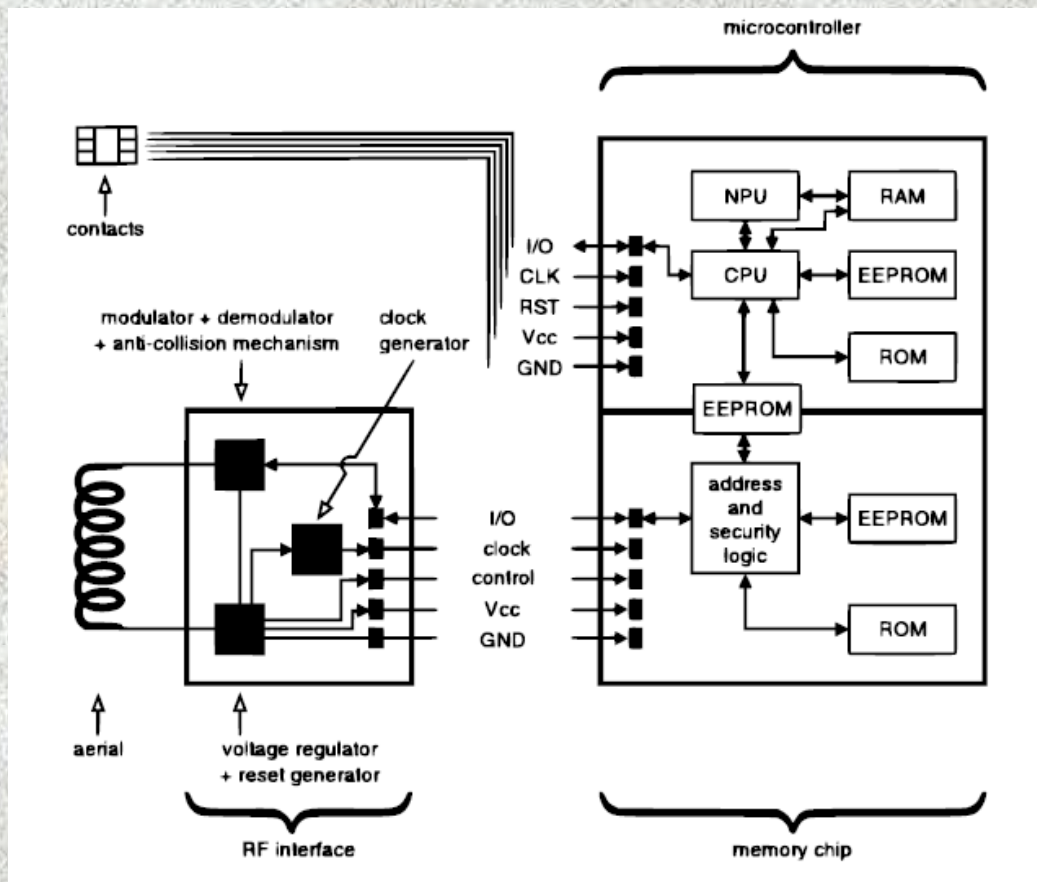 microcontroller
contacts
NPU
RAM
I/O
CPU
EEPROM
CLK
RST
Vcc
GND
ROM
modulator + demodulator
+ anti-collision mechanism
clock
generator
EEPROM
address
and
security
logic
EEPROM
I/O
clock
control
Vcc
GND
ROM
aerial
voltage regulator
+ reset generator
RF interface
memory chip